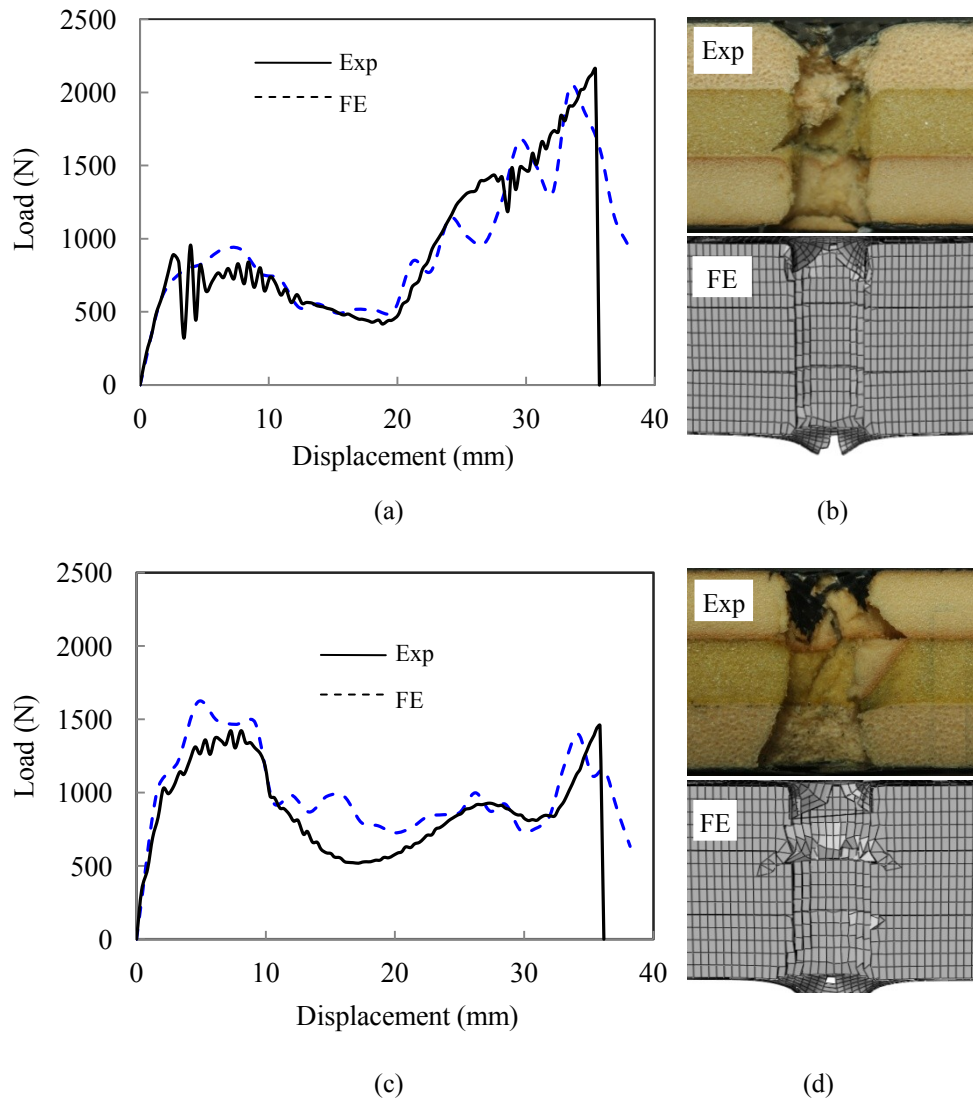 2500
2000
1500
1000
500
0
Load (N)
Exp
FE
0 10 20 30 40
Displacement (mm)
(a)
Exp
FE
(b)
2500
2000
1500
1000
500
0
Load (N)
Exp
FE
0 10 20 30 40
Displacement (mm)
(c)
Exp
FE
(d)